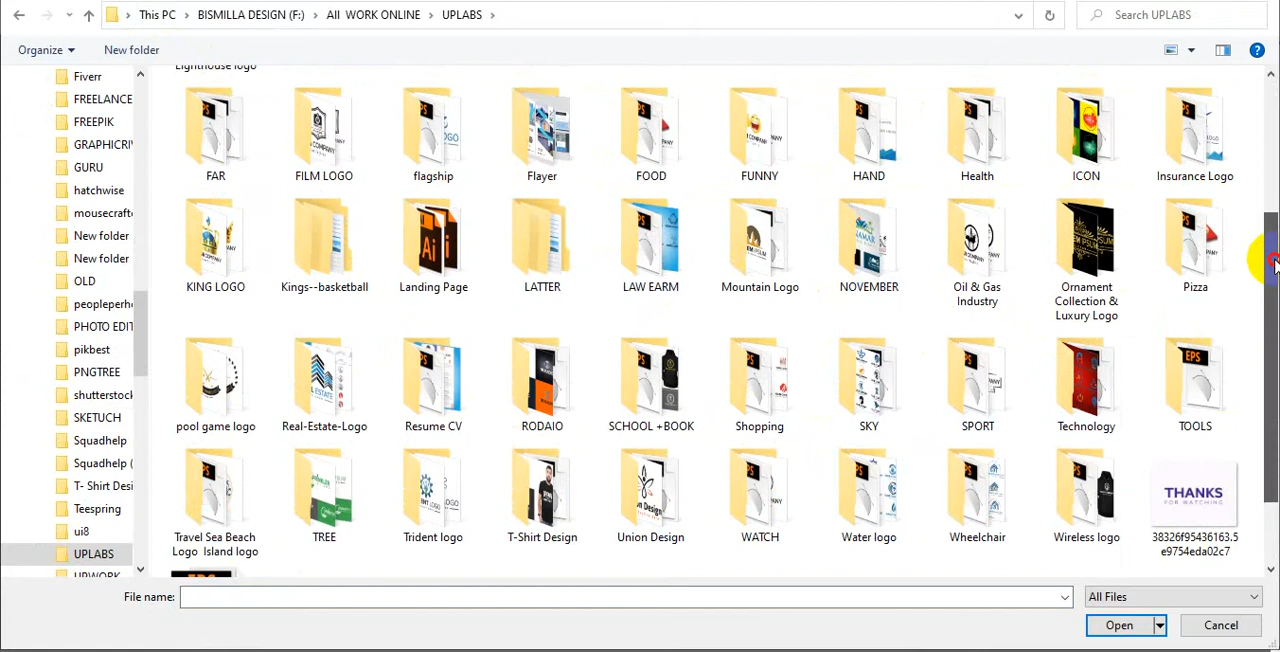 This PC > BISMILLA DESIGN (F:) > All WORK ONLINE > UPLABS >
Search UPLABS
Organize
New folder
Fiverr
FREELANCE
FREEPIK
GRAPHICRI
GURU
hatchwise
mousecraft
New folder
New folder
OLD
peopleperh
PHOTO EDIT
pikbest
PNGTREE
shutterstock
SKETUCH
Squadhelp
Squadhelp (
T- Shirt Desi
Teespring
ui8
UPLABS
UPWORK
Lighthouse logo
FAR
FILM LOGO
flagship
Flayer
FOOD
FUNNY
HAND
Health
ICON
Insurance Logo
KING LOGO
Kings--basketball
Landing Page
LATTER
LAW EARM
Mountain Logo
NOVEMBER
Oil & Gas
Industry
Ornament
Collection &
Luxury Logo
Pizza
pool game logo
Real-Estate-Logo
Resume CV
RODAIO
SCHOOL +BOOK
Shopping
SKY
SPORT
Technology
EPS
TOOLS
THANKS
FOR WATCHING
Travel Sea Beach
Logo Island logo
TREE
Trident logo
T-Shirt Design
Union Design
WATCH
Water logo
Wheelchair
Wireless logo
38326f95436163.5
e9754eda02c7
File name:
All Files
Open
Cancel